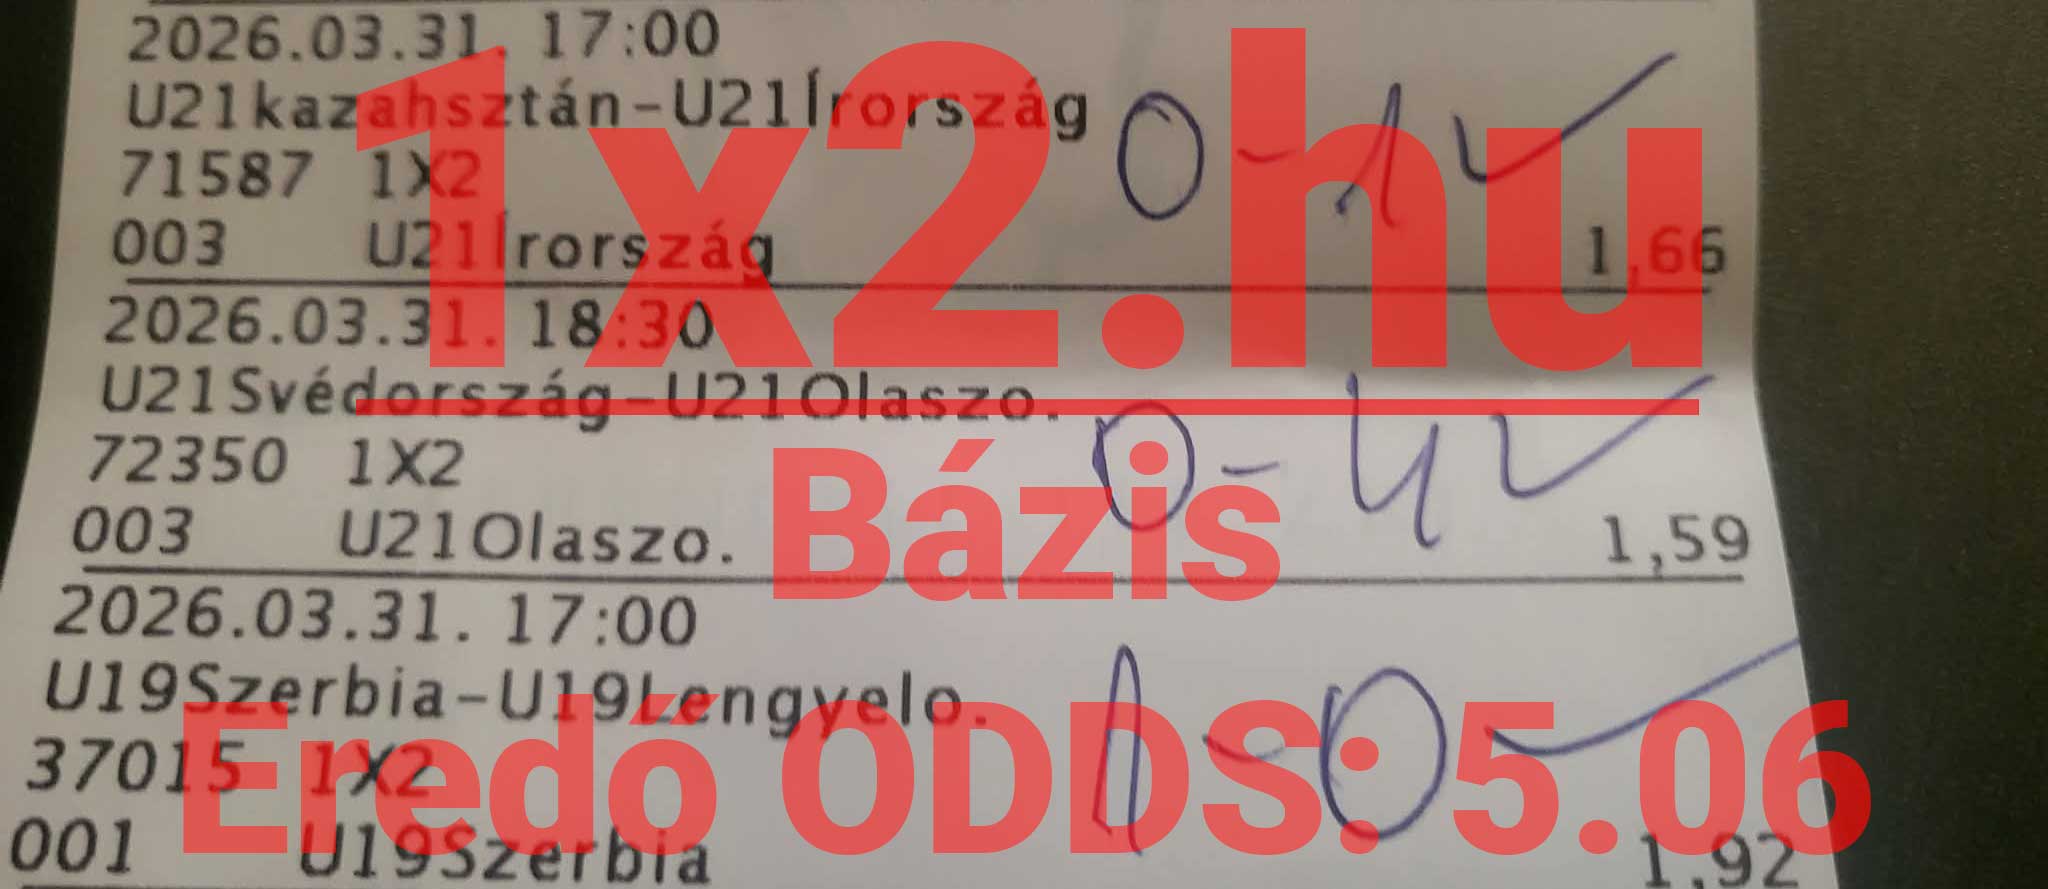 2026.03.31. 17:00
U21kazahsztán-U21Írország
0-1
71587 1X2
003 U21Írország 1,66
1x2.hu
2026.03.31. 18:30
U21Svédország-U21Olaszo.
0-4
72350 1X2
Bázis
003 U21Olaszo. 1,59
2026.03.31. 17:00
U19Szerbia-U19Lengyelo.
1-0
Eredő ODDS: 5.06
37015 1X2
001 U19Szerbia 1,92